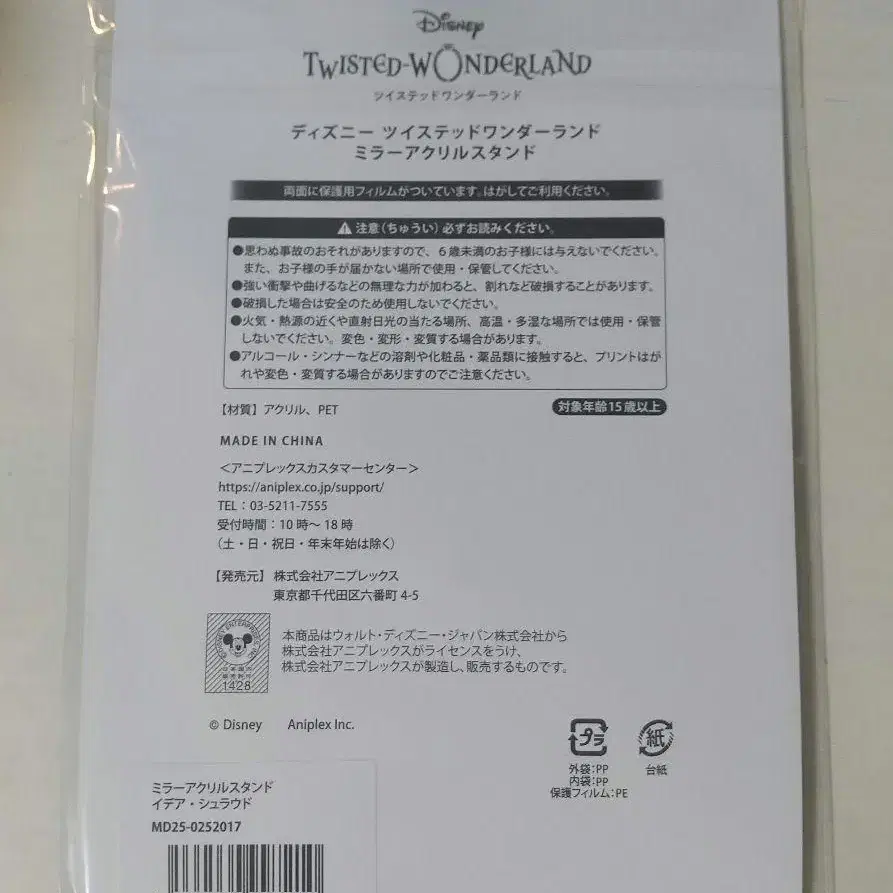 Disney
TWISTED-WONDERLAND
ツイステッドワンダーランド
ディズニー ツイステッドワンダーランド
ミラーアクリルスタンド
両面に保護用フィルムがついています。はがしてご利用ください。
注意(ちゅうい)必ずお読みください。
●思わぬ事故のおそれがありますので、6歳未満のお子様には与えないでください。
また、お子様の手が届かない場所で使用・保管してください。
●強い衝撃や曲げるなどの無理な力が加わると、割れなど破損することがあります。
●破損した場合は安全のため使用しないでください。
●火気・熱源の近くや直射日光の当たる場所、高温・多湿な場所では使用・保管
しないでください。変色・変形・変質する場合があります。
●アルコール・シンナーなどの溶剤や化粧品・薬品類に接触すると、プリントはが
れや変色・変質する場合がありますのでご注意ください。
【材質】アクリル、PET
対象年齢15歳以上
MADE IN CHINA
<アニプレックスカスタマーセンター>
https://aniplex.co.jp/support/
TEL:03-5211-7555
受付時間:10時~18時
(土・日・祝日・年末年始は除く)
【発売元】株式会社アニプレックス
東京都千代田区六番町4-5
©DISNEY ENTERPRISES INC.
日本国内
販売許諾
1428
本商品はウォルト・ディズニー・ジャパン株式会社から
株式会社アニプレックスがライセンスをうけ、
株式会社アニプレックスが製造し、販売するものです。
© Disney Aniplex Inc.
プラ
紙
外袋:PP
内袋:PP
保護フィルム:PE
台紙
ミラーアクリルスタンド
イデア・シュラウド
MD25-0252017